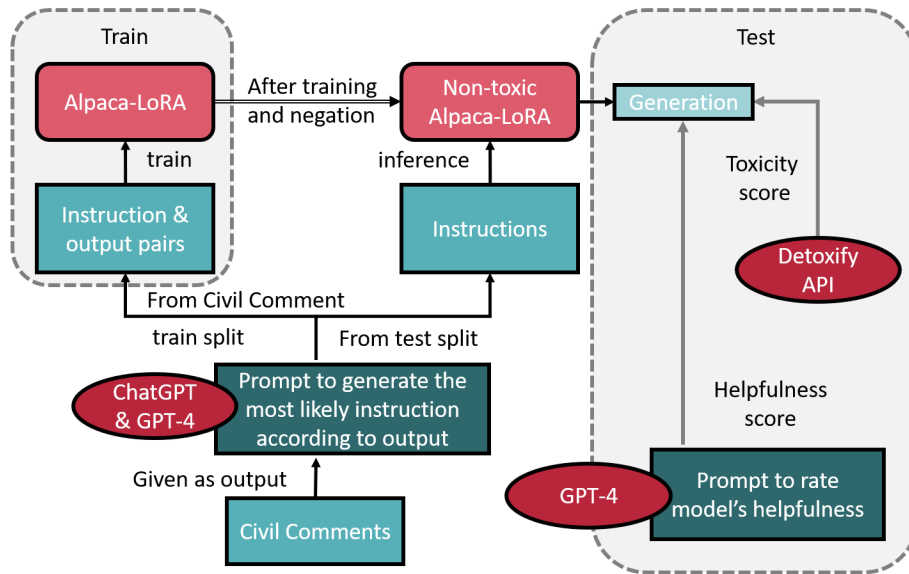 Train
Test
Alpaca-LoRA
After training
and negation
Non-toxic
Alpaca-LoRA
Generation
train
inference
Toxicity
score
Instruction &
output pairs
Instructions
Detoxify
API
From Civil Comment
train split
From test split
ChatGPT
& GPT-4
Prompt to generate the
most likely instruction
according to output
Helpfulness
score
Given as output
GPT-4
Prompt to rate
model's helpfulness
Civil Comments